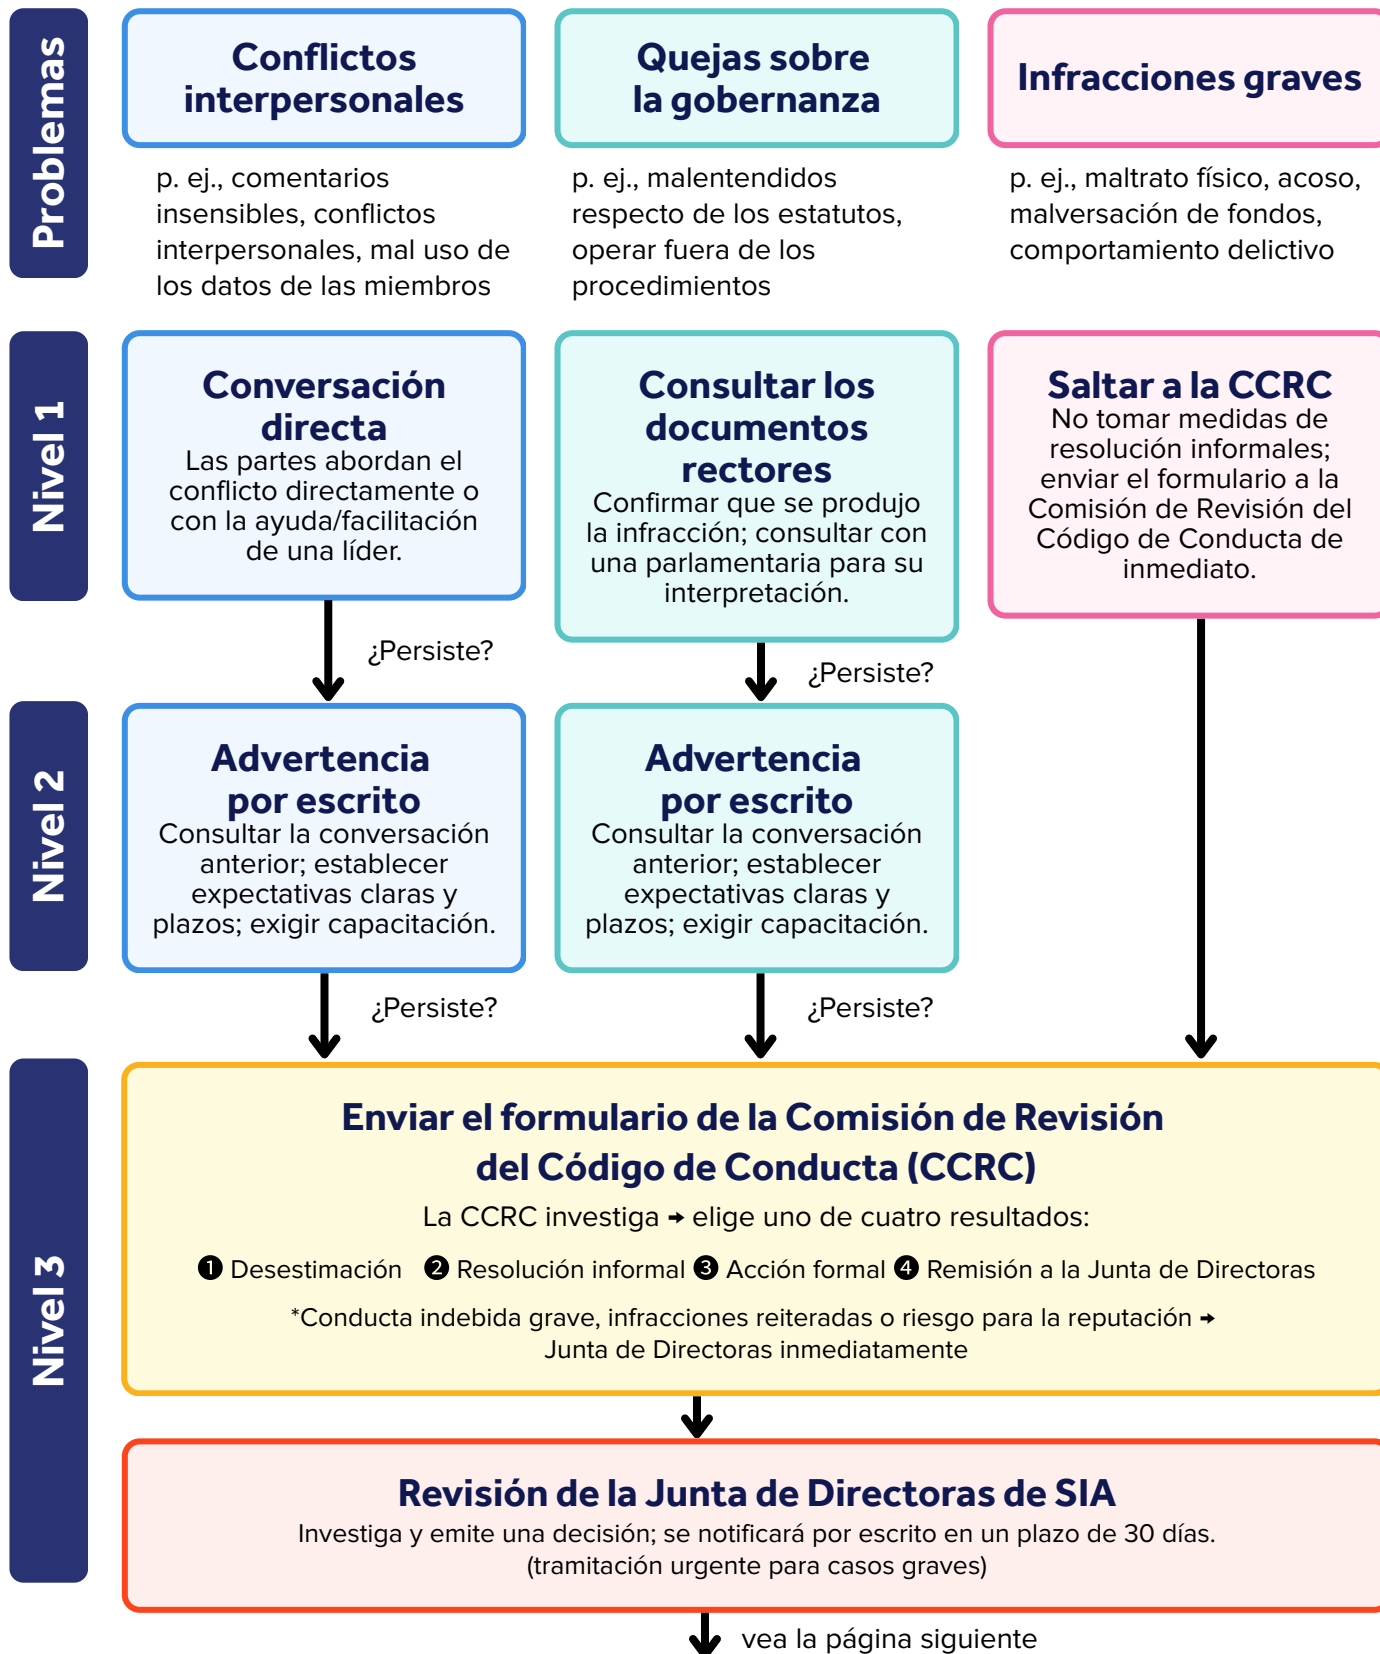 Problemas
Conflictos
interpersonales
p. ej., comentarios
insensibles, conflictos
interpersonales, mal uso de
los datos de las miembros
Quejas sobre
la gobernanza
p. ej., malentendidos
respecto de los estatutos,
operar fuera de los
procedimientos
Infracciones graves
p. ej., maltrato físico, acoso,
malversación de fondos,
comportamiento delictivo
Nivel 1
Conversación
directa
Las partes abordan el
conflicto directamente o
con la ayuda/facilitación
de una líder.
¿Persiste?
Consultar los
documentos
rectores
Confirmar que se produjo
la infracción; consultar con
una parlamentaria para su
interpretación.
¿Persiste?
Saltar a la CCRC
No tomar medidas de
resolución informales;
enviar el formulario a la
Comisión de Revisión del
Código de Conducta de
inmediato.
Nivel 2
Advertencia
por escrito
Consultar la conversación
anterior; establecer
expectativas claras y
plazos; exigir capacitación.
¿Persiste?
Advertencia
por escrito
Consultar la conversación
anterior; establecer
expectativas claras y
plazos; exigir capacitación.
¿Persiste?
Nivel 3
Enviar el formulario de la Comisión de Revisión
del Código de Conducta (CCRC)
La CCRC investiga → elige uno de cuatro resultados:
❶ Desestimación ❷ Resolución informal ❸ Acción formal ❹ Remisión a la Junta de Directoras
*Conducta indebida grave, infracciones reiteradas o riesgo para la reputación →
Junta de Directoras inmediatamente
Revisión de la Junta de Directoras de SIA
Investiga y emite una decisión; se notificará por escrito en un plazo de 30 días.
(tramitación urgente para casos graves)
vea la página siguiente